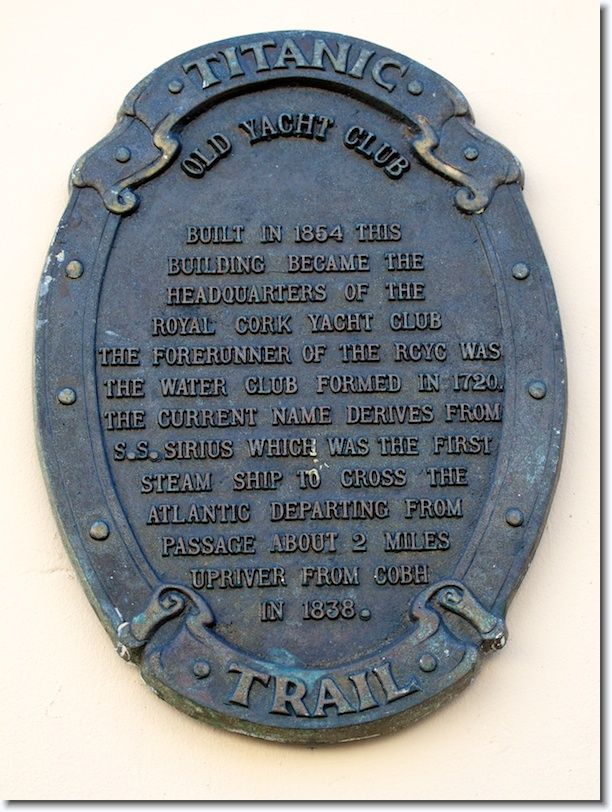 TITANIC
OLD YACHT CLUB
BUILT IN 1854 THIS
BUILDING BECAME THE
HEADQUARTERS OF THE
ROYAL CORK YACHT CLUB
THE FORERUNNER OF THE RCYC WAS
THE WATER CLUB FORMED IN 1720.
THE CURRENT NAME DERIVES FROM
S.S. SIRIUS WHICH WAS THE FIRST
STEAM SHIP TO CROSS THE
ATLANTIC DEPARTING FROM
PASSAGE ABOUT 2 MILES
UPRIVER FROM COBH
IN 1838.
TRAIL